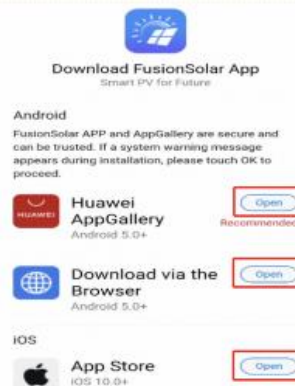 Download FusionSolar App
Smart PV for Future
Android
FusionSolar APP and AppGallery are secure and
can be trusted. If a system warning message
appears during installation, please touch OK to
proceed.
HUAWEI
Huawei
AppGallery
Android 5.0+
Open
Recommended
Download via the
Browser
Android 5.0+
Open
iOS
App Store
iOS 10.0+
Open